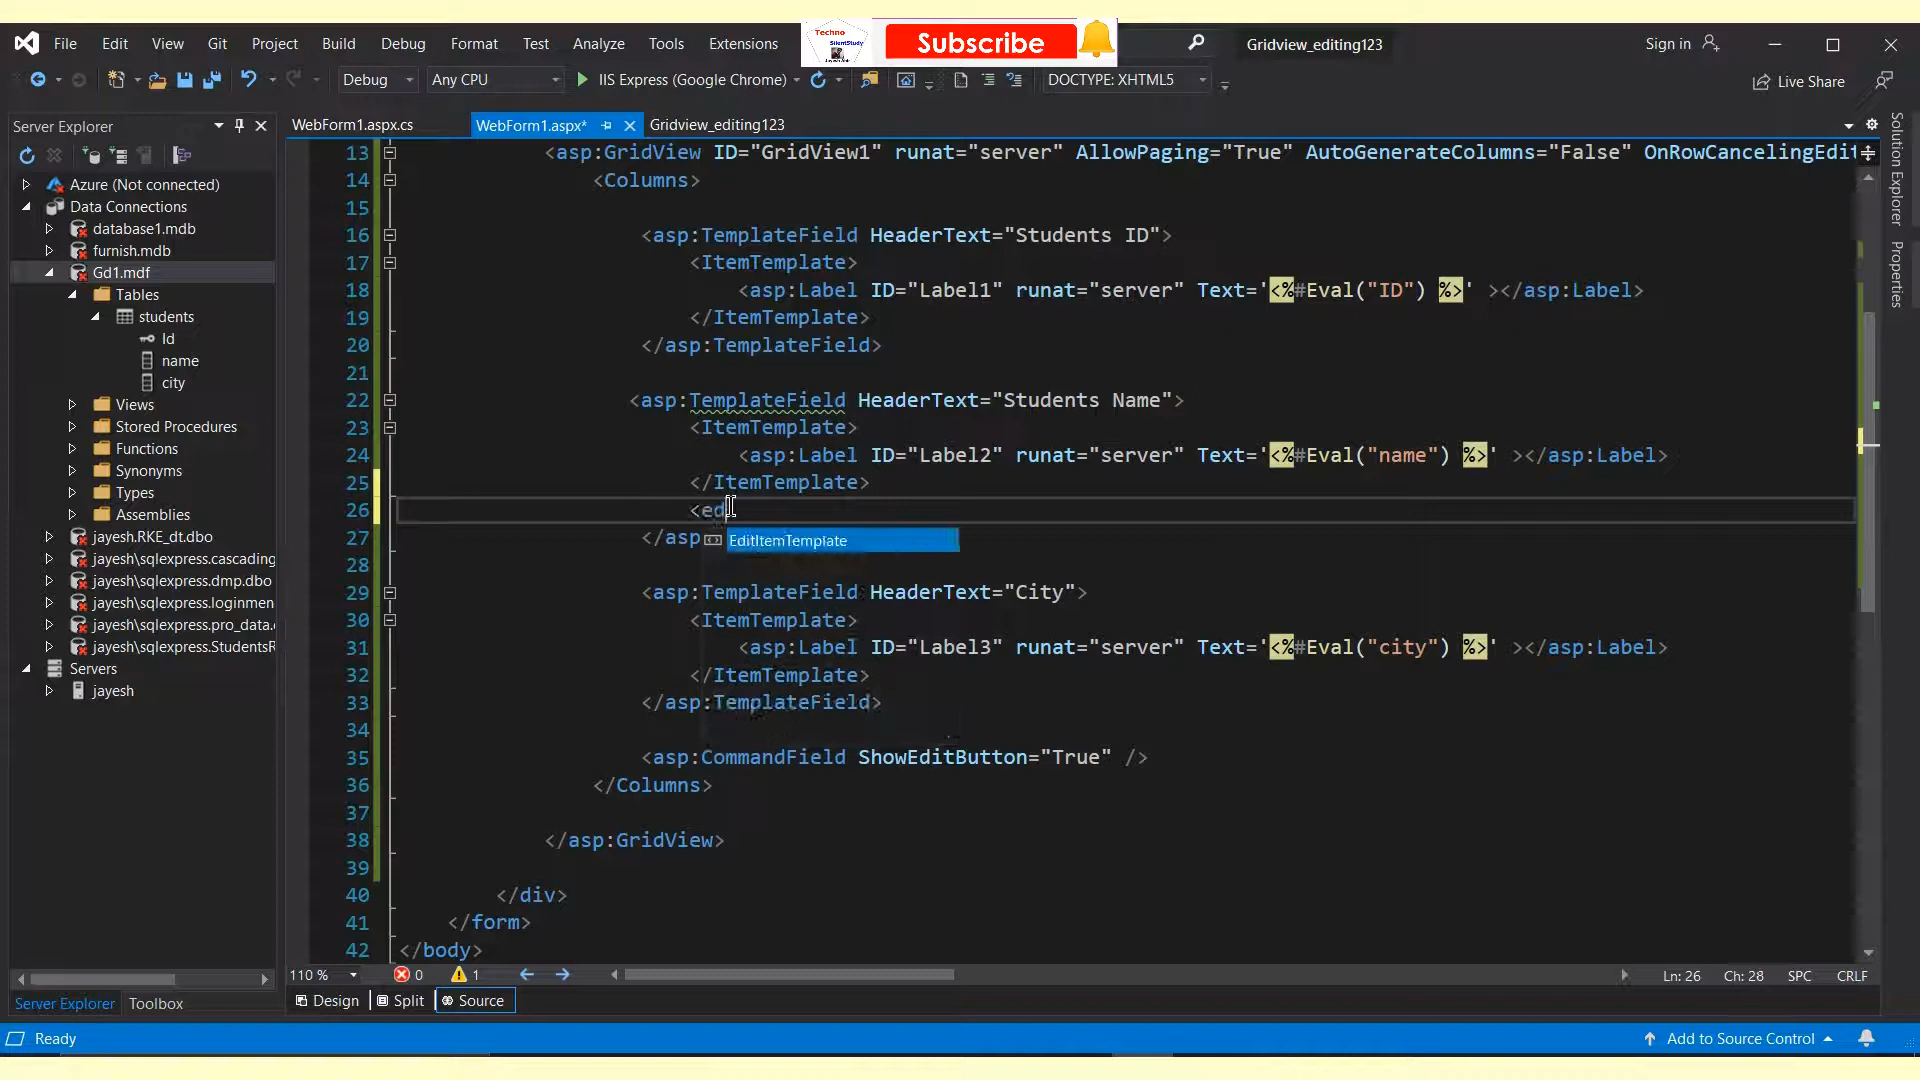 Techno
SilentStudy
Subscribe
File Edit View Git Project Build Debug Format Test Analyze Tools Extensions Gridview_editing123 Sign in
Debug Any CPU IIS Express (Google Chrome) DOCTYPE: XHTML5 Live Share
Server Explorer
WebForm1.aspx.cs WebForm1.aspx* Gridview_editing123
Azure (Not connected)
Data Connections
database1.mdb
furnish.mdb
Gd1.mdf
Tables
students
Id
name
city
Views
Stored Procedures
Functions
Synonyms
Types
Assemblies
jayesh.RKE_dt.dbo
jayesh\sqlexpress.cascading
jayesh\sqlexpress.dmp.dbo
jayesh\sqlexpress.loginmen
jayesh\sqlexpress.pro_data.
jayesh\sqlexpress.StudentsR
Servers
jayesh
Server Explorer Toolbox
13 <asp:GridView ID="GridView1" runat="server" AllowPaging="True" AutoGenerateColumns="False" OnRowCancelingEdit
14 <Columns>
15
16 <asp:TemplateField HeaderText="Students ID">
17 <ItemTemplate>
18 <asp:Label ID="Label1" runat="server" Text='<%#Eval("ID") %>' ></asp:Label>
19 </ItemTemplate>
20 </asp:TemplateField>
21
22 <asp:TemplateField HeaderText="Students Name">
23 <ItemTemplate>
24 <asp:Label ID="Label2" runat="server" Text='<%#Eval("name") %>' ></asp:Label>
25 </ItemTemplate>
26 <ed
27 </asp
EditItemTemplate
28
29 <asp:TemplateField HeaderText="City">
30 <ItemTemplate>
31 <asp:Label ID="Label3" runat="server" Text='<%#Eval("city") %>' ></asp:Label>
32 </ItemTemplate>
33 </asp:TemplateField>
34
35 <asp:CommandField ShowEditButton="True" />
36 </Columns>
37
38 </asp:GridView>
39
40 </div>
41 </form>
42 </body>
110 % 0 1 Ln: 26 Ch: 28 SPC CRLF
Design Split Source
Solution Explorer
Properties
Ready Add to Source Control